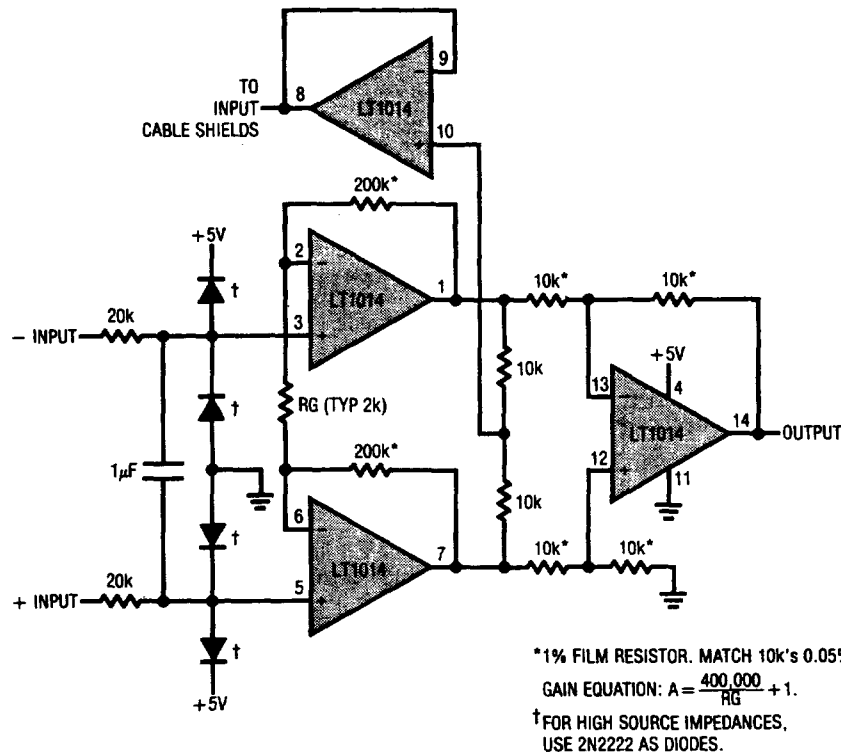 9
TO
INPUT
CABLE SHIELDS
8
LT1014
−
10
+
200k*
+5V
†
2
−
LT1014
1
10k*
10k*
20k
− INPUT
3
+
+5V
10k
†
RG (TYP 2k)
13
−
4
14
OUTPUT
LT1014
200k*
12
+
11
1µF
10k
6
−
†
LT1014
7
10k*
10k*
20k
+ INPUT
5
+
†
+5V
*1% FILM RESISTOR. MATCH 10k's 0.05%
GAIN EQUATION: A = 400,000
RG
+ 1.
†FOR HIGH SOURCE IMPEDANCES,
USE 2N2222 AS DIODES.